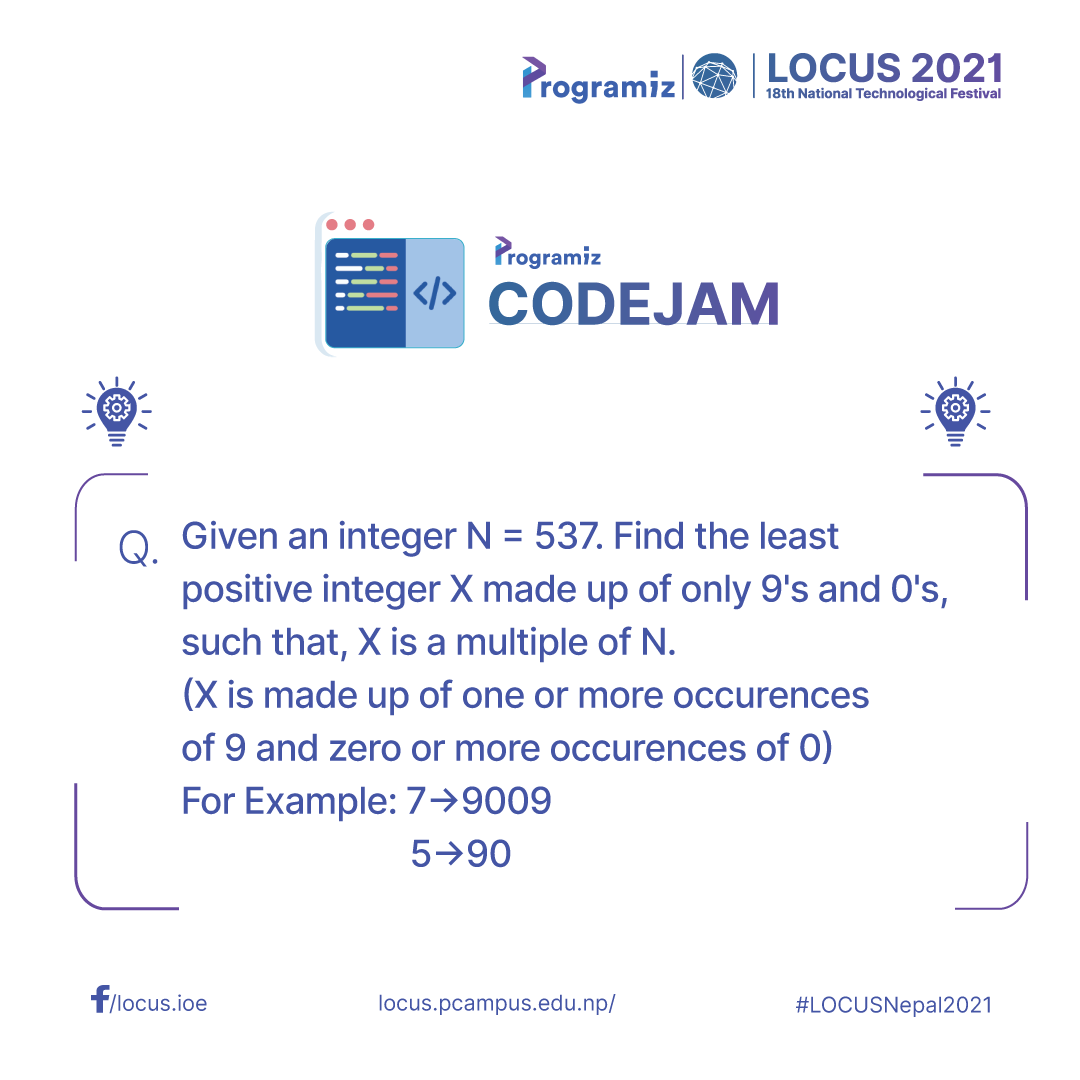 Programiz
LOCUS 2021
18th National Technological Festival
Programiz
CODEJAM
</>
Q. Given an integer N = 537. Find the least
positive integer X made up of only 9's and 0's,
such that, X is a multiple of N.
(X is made up of one or more occurences
of 9 and zero or more occurences of 0)
For Example: 7→9009
5→90
f/locus.ioe
locus.pcampus.edu.np/
#LOCUSNepal2021